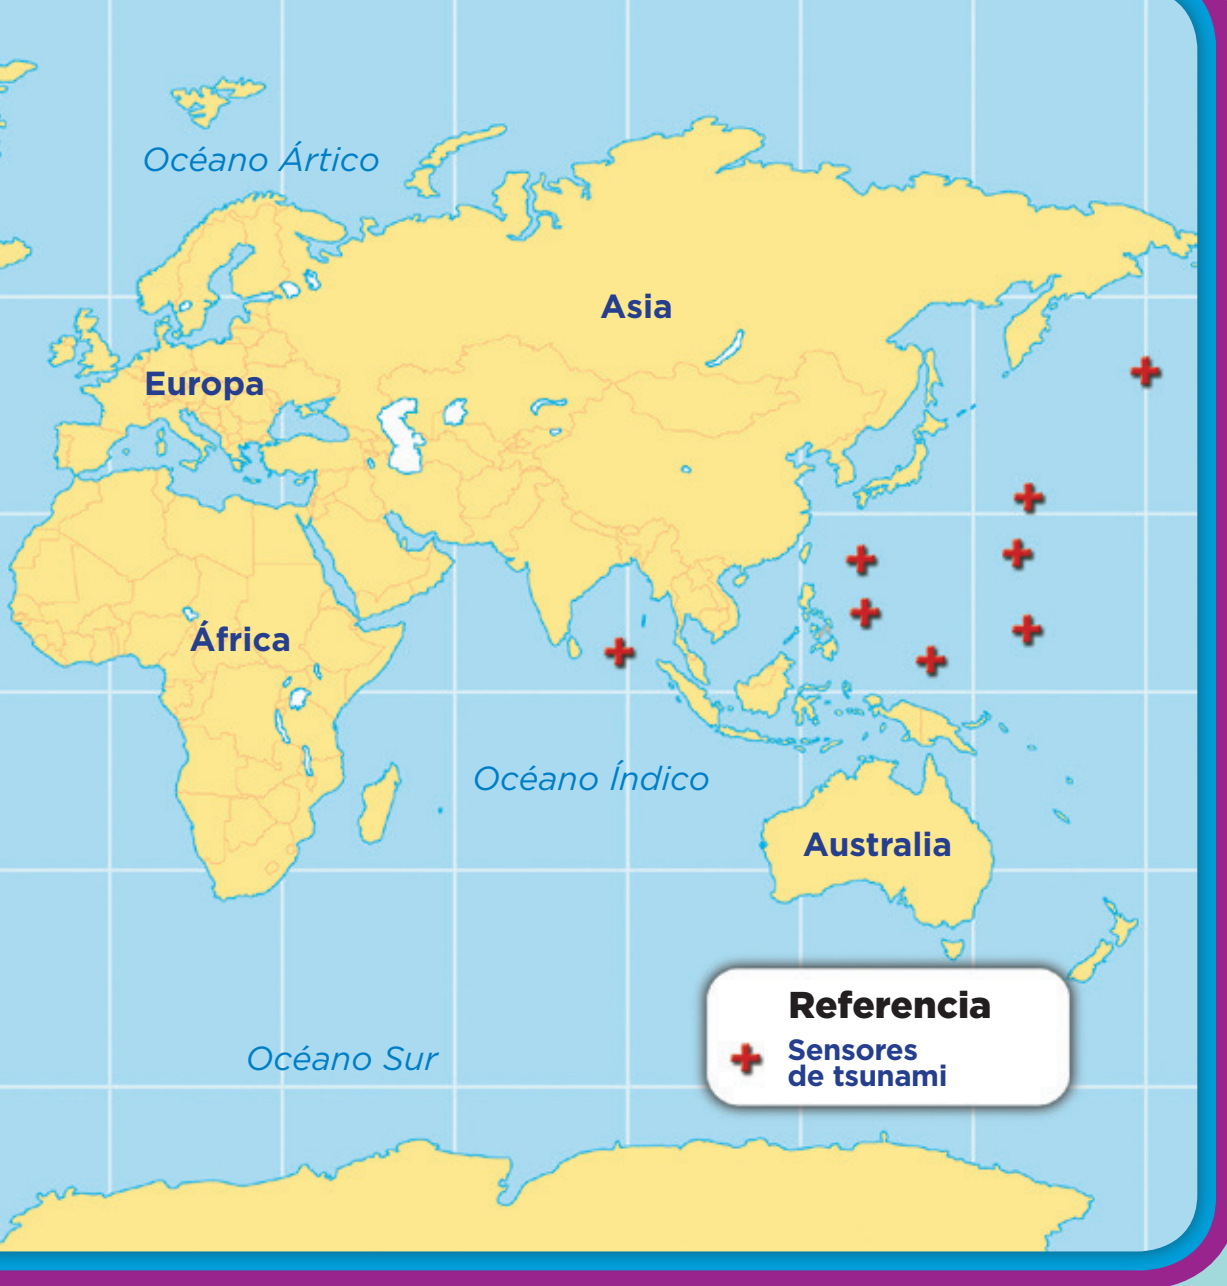 Océano Ártico
Asia
Europa
África
Océano Índico
Australia
Referencia
Sensores
de tsunami
Océano Sur